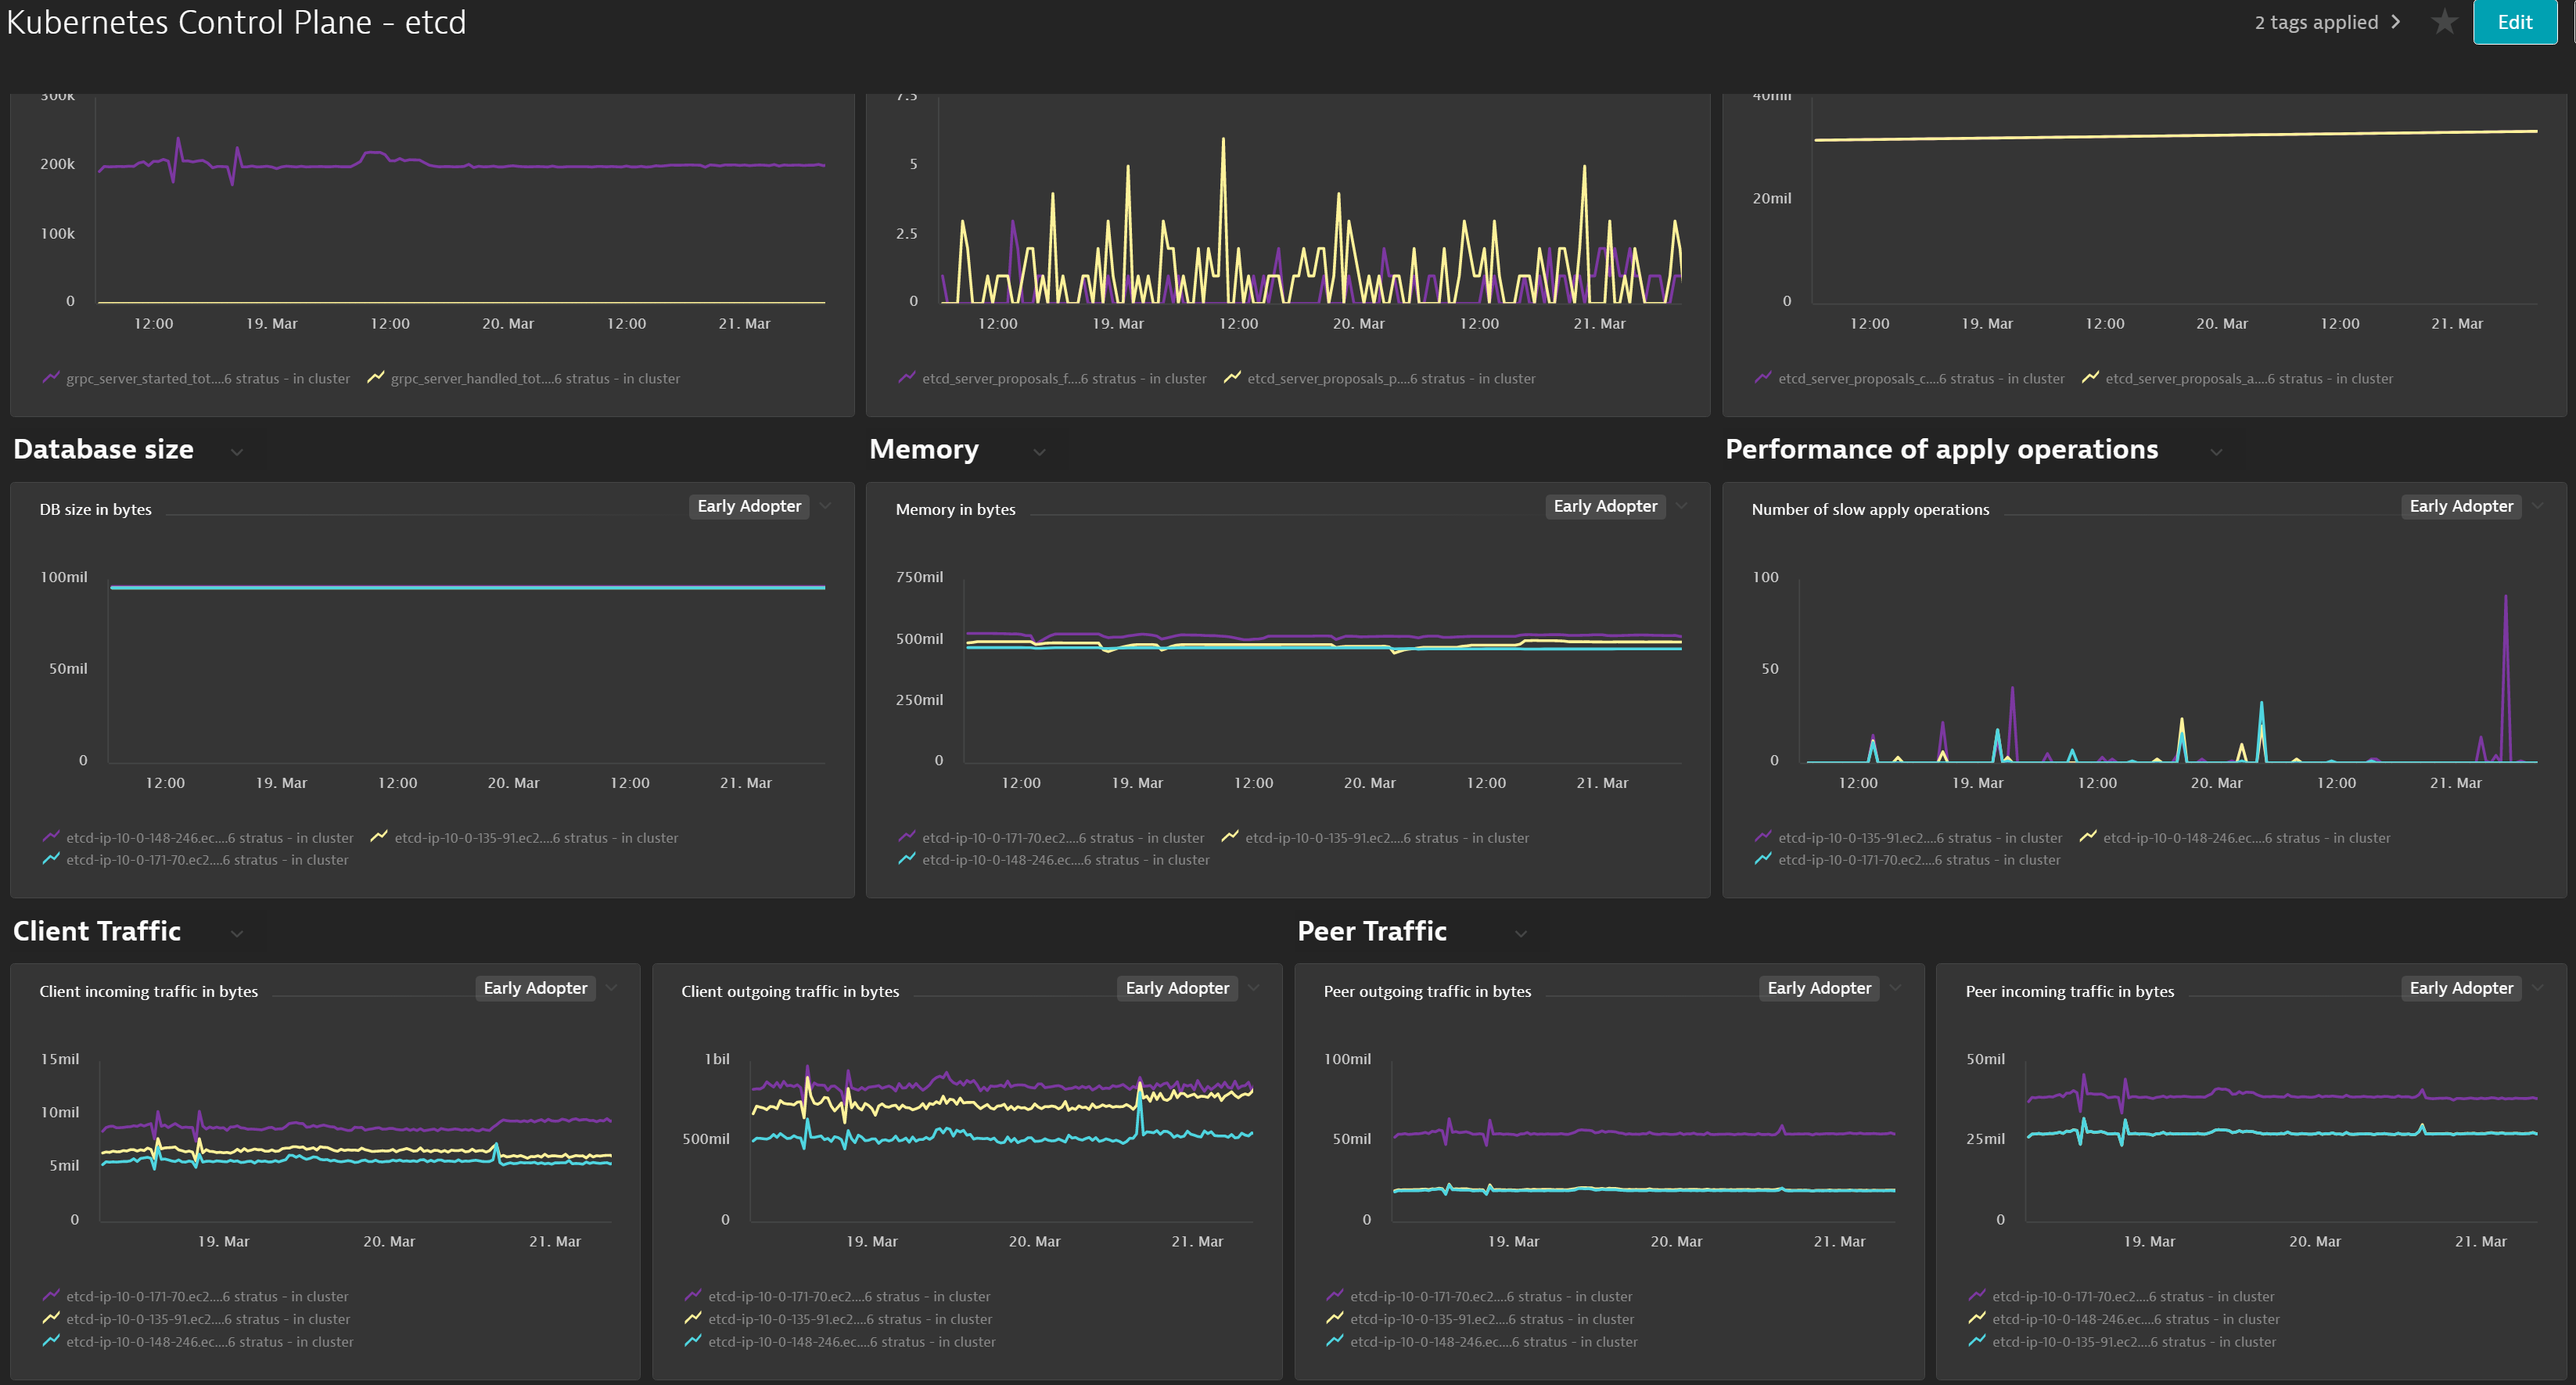 Kubernetes Control Plane - etcd
2 tags applied
Edit
300k
200k
100k
0
12:00 19. Mar 12:00 20. Mar 12:00 21. Mar
grpc_server_started_tot....6 stratus - in cluster grpc_server_handled_tot....6 stratus - in cluster
7.5
5
2.5
0
12:00 19. Mar 12:00 20. Mar 12:00 21. Mar
etcd_server_proposals_f....6 stratus - in cluster etcd_server_proposals_p....6 stratus - in cluster
40mil
20mil
0
12:00 19. Mar 12:00 20. Mar 12:00 21. Mar
etcd_server_proposals_c....6 stratus - in cluster etcd_server_proposals_a....6 stratus - in cluster
Database size
DB size in bytes
Early Adopter
100mil
50mil
0
12:00 19. Mar 12:00 20. Mar 12:00 21. Mar
etcd-ip-10-0-148-246.ec....6 stratus - in cluster etcd-ip-10-0-135-91.ec2....6 stratus - in cluster
etcd-ip-10-0-171-70.ec2....6 stratus - in cluster
Memory
Memory in bytes
Early Adopter
750mil
500mil
250mil
0
12:00 19. Mar 12:00 20. Mar 12:00 21. Mar
etcd-ip-10-0-171-70.ec2....6 stratus - in cluster etcd-ip-10-0-135-91.ec2....6 stratus - in cluster
etcd-ip-10-0-148-246.ec....6 stratus - in cluster
Performance of apply operations
Number of slow apply operations
Early Adopter
100
50
0
12:00 19. Mar 12:00 20. Mar 12:00 21. Mar
etcd-ip-10-0-135-91.ec2....6 stratus - in cluster etcd-ip-10-0-148-246.ec....6 stratus - in cluster
etcd-ip-10-0-171-70.ec2....6 stratus - in cluster
Client Traffic
Client incoming traffic in bytes
Early Adopter
15mil
10mil
5mil
0
19. Mar 20. Mar 21. Mar
etcd-ip-10-0-171-70.ec2....6 stratus - in cluster
etcd-ip-10-0-135-91.ec2....6 stratus - in cluster
etcd-ip-10-0-148-246.ec....6 stratus - in cluster
Client outgoing traffic in bytes
Early Adopter
1bil
500mil
0
19. Mar 20. Mar 21. Mar
etcd-ip-10-0-171-70.ec2....6 stratus - in cluster
etcd-ip-10-0-135-91.ec2....6 stratus - in cluster
etcd-ip-10-0-148-246.ec....6 stratus - in cluster
Peer Traffic
Peer outgoing traffic in bytes
Early Adopter
100mil
50mil
0
19. Mar 20. Mar 21. Mar
etcd-ip-10-0-171-70.ec2....6 stratus - in cluster
etcd-ip-10-0-135-91.ec2....6 stratus - in cluster
etcd-ip-10-0-148-246.ec....6 stratus - in cluster
Peer incoming traffic in bytes
Early Adopter
50mil
25mil
0
19. Mar 20. Mar 21. Mar
etcd-ip-10-0-171-70.ec2....6 stratus - in cluster
etcd-ip-10-0-148-246.ec....6 stratus - in cluster
etcd-ip-10-0-135-91.ec2....6 stratus - in cluster